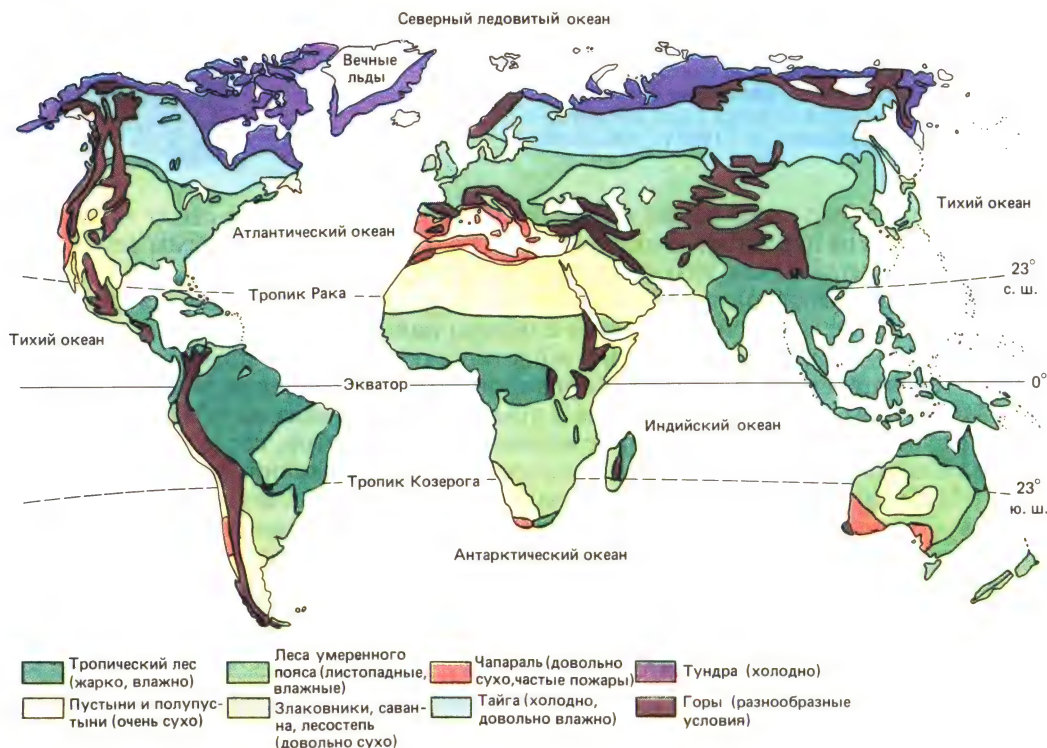 Северный ледовитый океан
Вечные
льды
Тихий океан
Атлантический океан
23°
с. ш.
Тропик Рака
Тихий океан
Экватор
0°
Индийский океан
Тропик Козерога
23°
ю. ш.
Антарктический океан
Тропический лес
(жарко, влажно)
Леса умеренного
пояса (листопадные,
влажные)
Чапараль (довольно
сухо, частые пожары)
Тундра (холодно)
Пустыни и полупус-
тыни (очень сухо)
Злаковники, саван-
на, лесостепь
(довольно сухо)
Тайга (холодно,
довольно влажно)
Горы (разнообразные
условия)